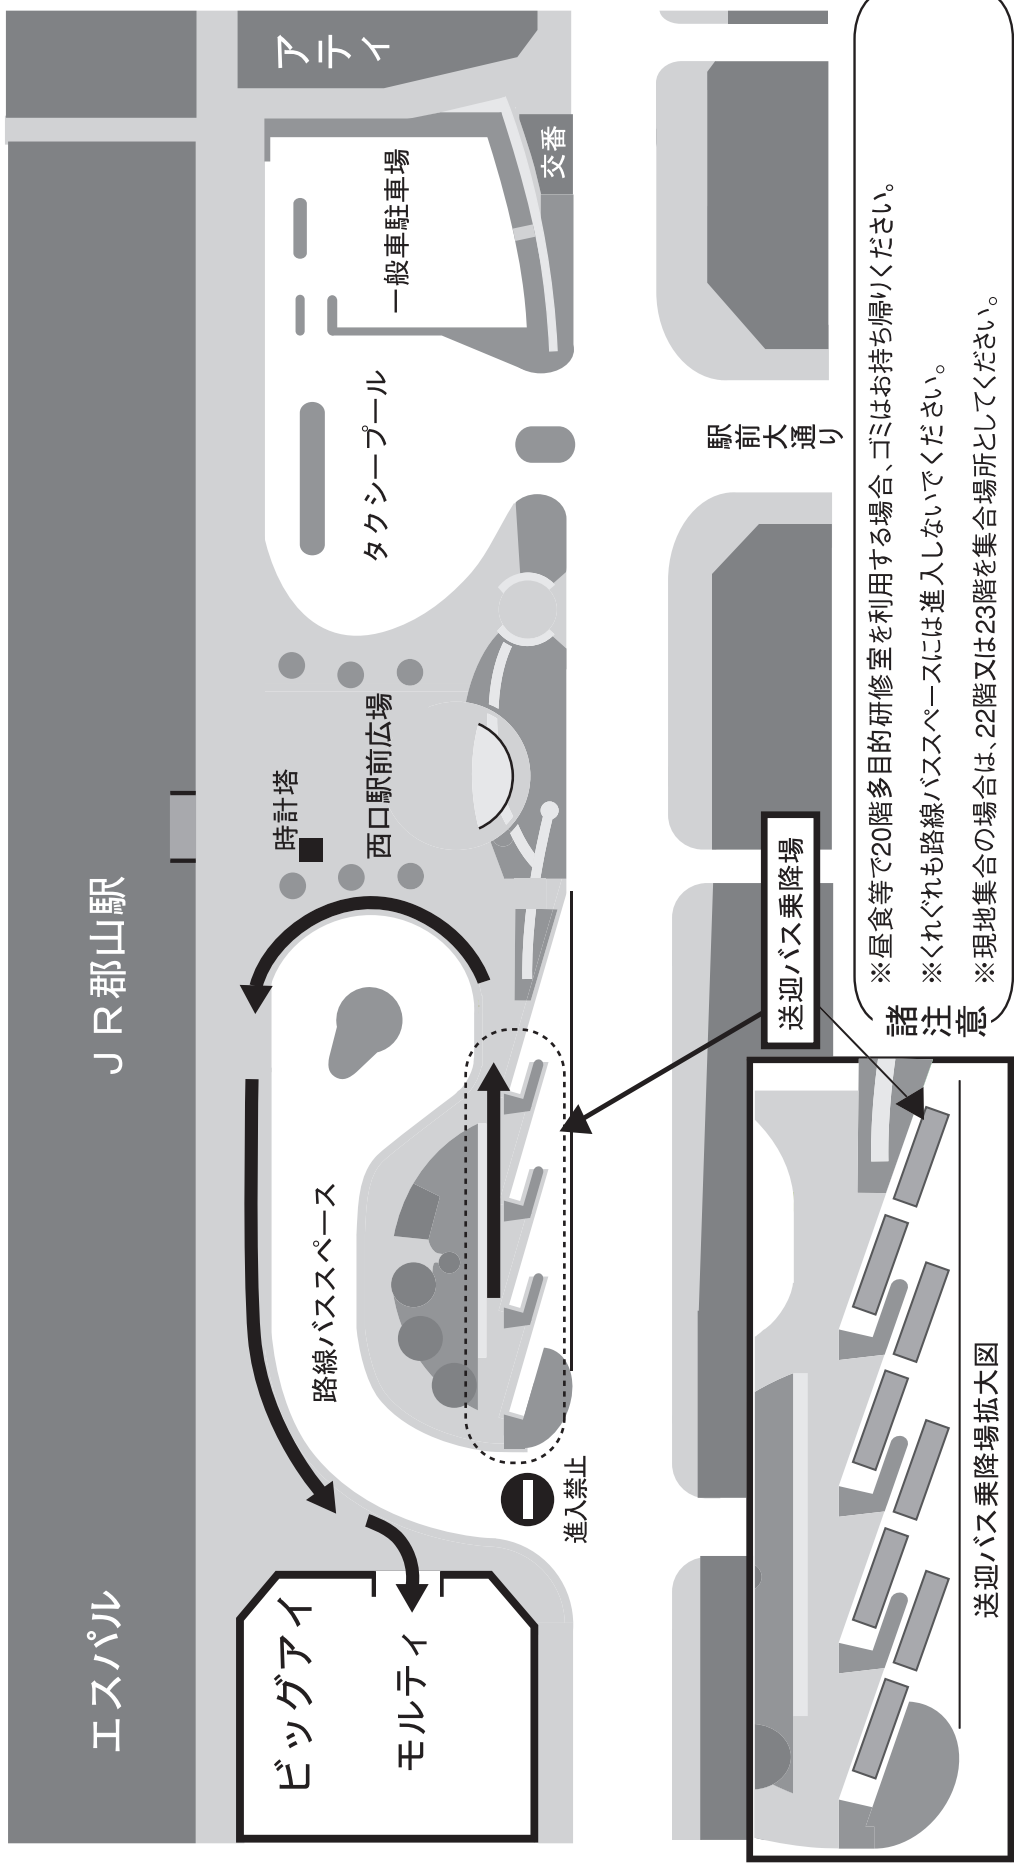 エスパル
ＪＲ郡山駅
ビッグアイ
モルティ
路線バススペース
時計塔
西口駅前広場
タクシープール
一般車駐車場
アティ
交番
進入禁止
駅前大通り
送迎バス乗降場
送迎バス乗降場拡大図
諸注意
※昼食等で20階多目的研修室を利用する場合、ゴミはお持ち帰りください。
※くれぐれも路線バススペースには進入しないでください。
※現地集合の場合は、22階又は23階を集合場所としてください。